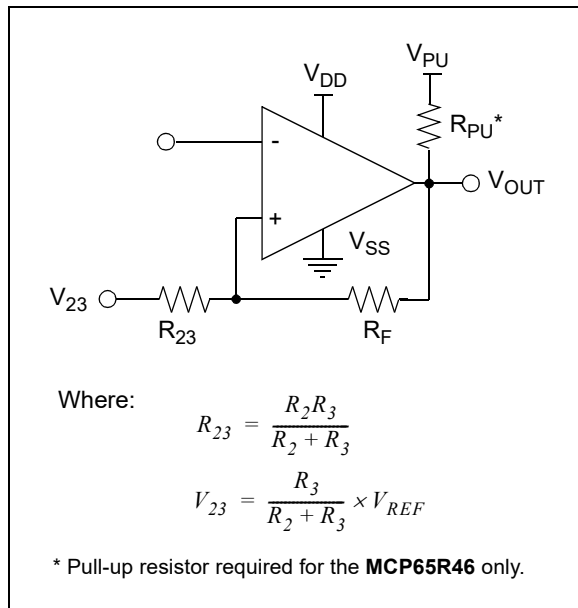 V_PU
V_DD
R_PU*
-
V_OUT
+
V_SS
V_23
R_23
R_F
Where:
R_23 = R_2R_3 / R_2 + R_3
V_23 = R_3 / R_2 + R_3 × V_REF
* Pull-up resistor required for the MCP65R46 only.